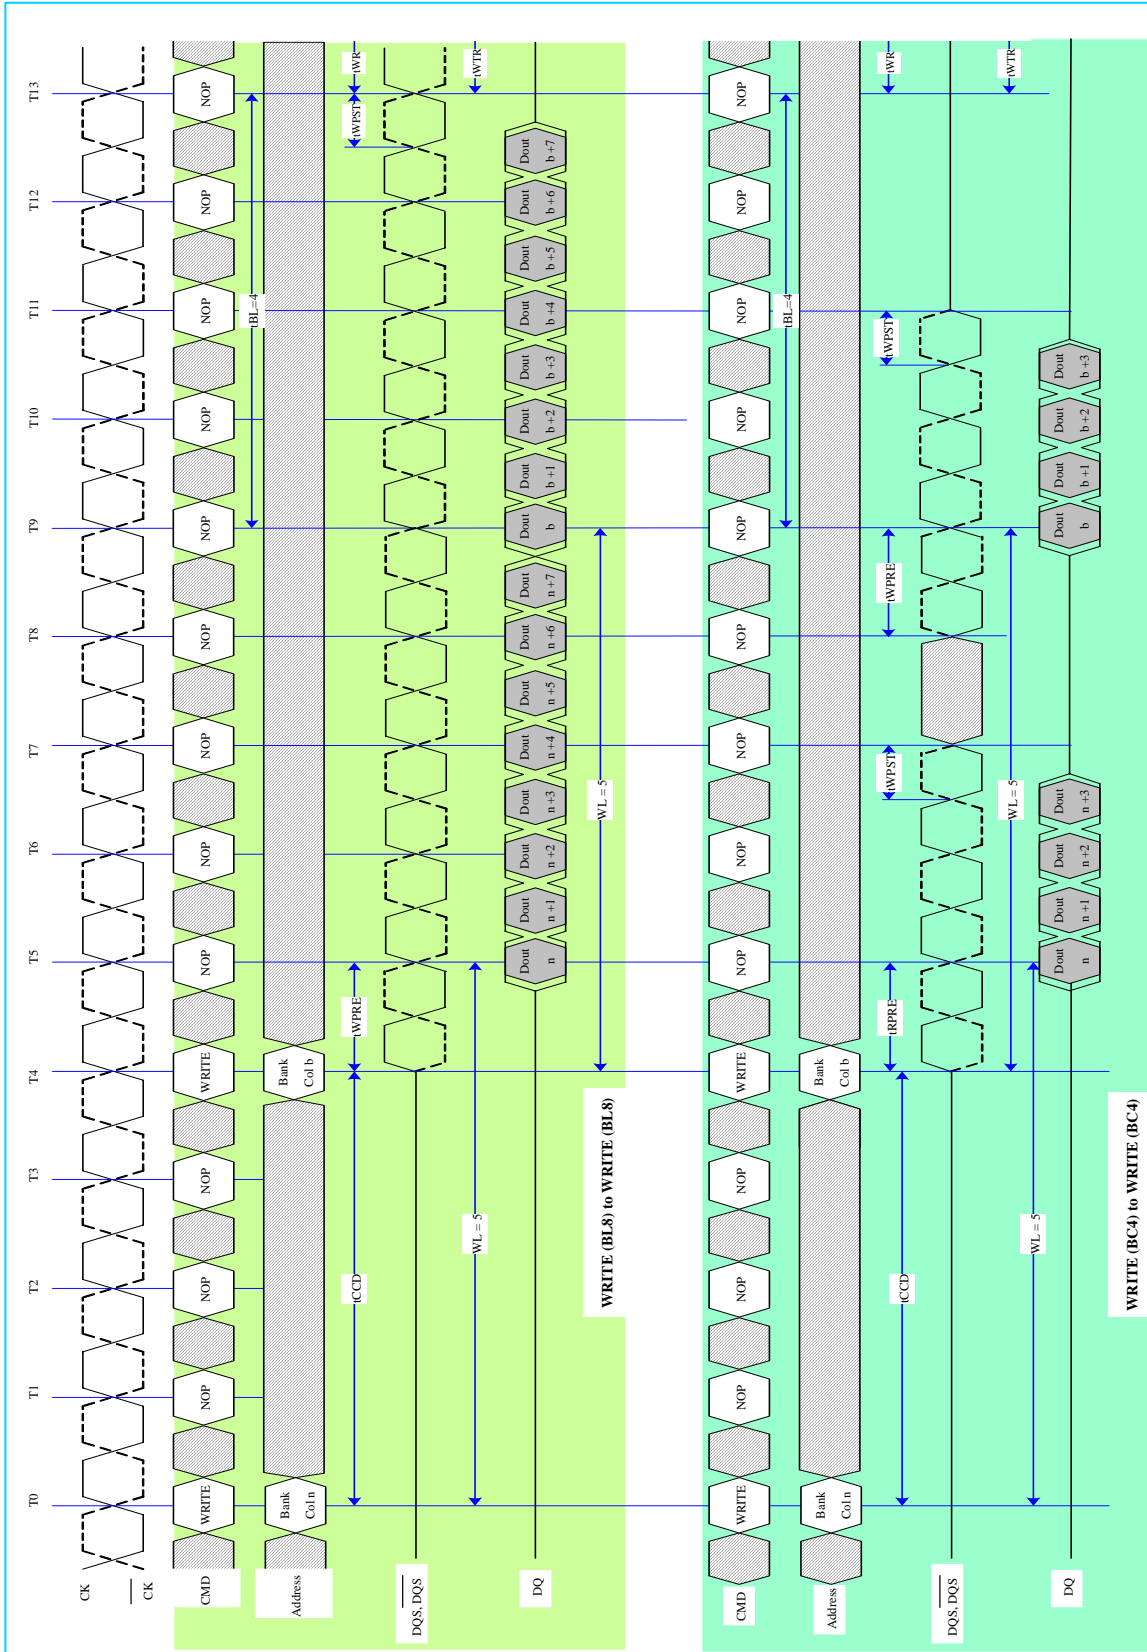 T0 T1 T2 T3 T4 T5 T6 T7 T8 T9 T10 T11 T12 T13
CK
CK
CMD WRITE NOP NOP NOP WRITE NOP NOP NOP NOP NOP NOP NOP NOP NOP
tBL=4
Address
Bank
Col n
Bank
Col b
tCCD tWPRE tWPST tWR
DQS, DQS
WL = 5 tWTR
DQ
Dout Dout Dout Dout Dout Dout Dout Dout Dout Dout Dout Dout Dout Dout Dout Dout
n n+1 n+2 n+3 n+4 n+5 n+6 n+7 b b+1 b+2 b+3 b+4 b+5 b+6 b+7
WL = 5
WRITE (BL8) to WRITE (BL8)
CMD WRITE NOP NOP NOP WRITE NOP NOP NOP NOP NOP NOP NOP NOP NOP
tBL=4
Address
Bank
Col n
Bank
Col b
tRPRE tWPST tWPRE tWPST tWR
tCCD
DQS, DQS
WL = 5 tWTR
WL = 5
DQ
Dout Dout Dout Dout Dout Dout Dout Dout
n n+1 n+2 n+3 b b+1 b+2 b+3
WRITE (BC4) to WRITE (BC4)